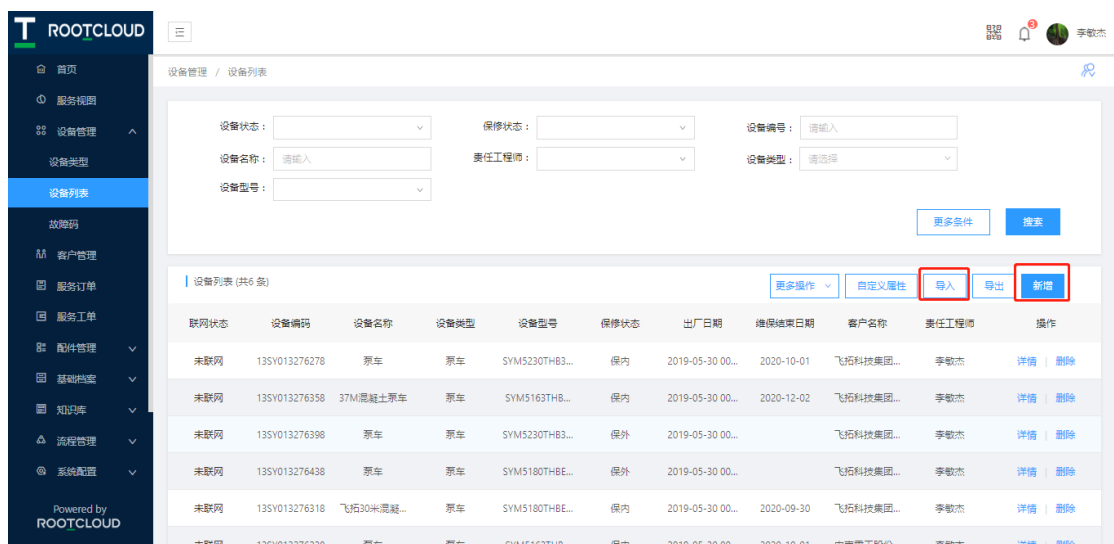 ROOTCLOUD
3
李敏杰
首页
服务视图
设备管理
设备类型
设备列表
故障码
客户管理
服务订单
服务工单
配件管理
基础档案
知识库
流程管理
系统配置
Powered by
ROOTCLOUD
设备管理 / 设备列表
设备状态： 保修状态： 设备编号： 请输入
设备名称： 请输入 责任工程师： 设备类型： 请选择
设备型号：
更多条件 搜索
设备列表 (共6 条) 更多操作 自定义属性 导入 导出 新增
联网状态 设备编码 设备名称 设备类型 设备型号 保修状态 出厂日期 维保结束日期 客户名称 责任工程师 操作
未联网 13SY013276278 泵车 泵车 SYM5230THB3... 保内 2019-05-30 00... 2020-10-01 飞拓科技集团... 李敏杰 详情 | 删除
未联网 13SY013276358 37M混凝土泵车 泵车 SYM5163THB... 保内 2019-05-30 00... 2020-12-02 飞拓科技集团... 李敏杰 详情 | 删除
未联网 13SY013276398 泵车 泵车 SYM5230THB3... 保外 2019-05-30 00... 飞拓科技集团... 李敏杰 详情 | 删除
未联网 13SY013276438 泵车 泵车 SYM5180THBE... 保外 2019-05-30 00... 飞拓科技集团... 李敏杰 详情 | 删除
未联网 13SY013276318 飞拓30米混凝... 泵车 SYM5180THBE... 保内 2019-05-30 00... 2020-09-30 飞拓科技集团... 李敏杰 详情 | 删除